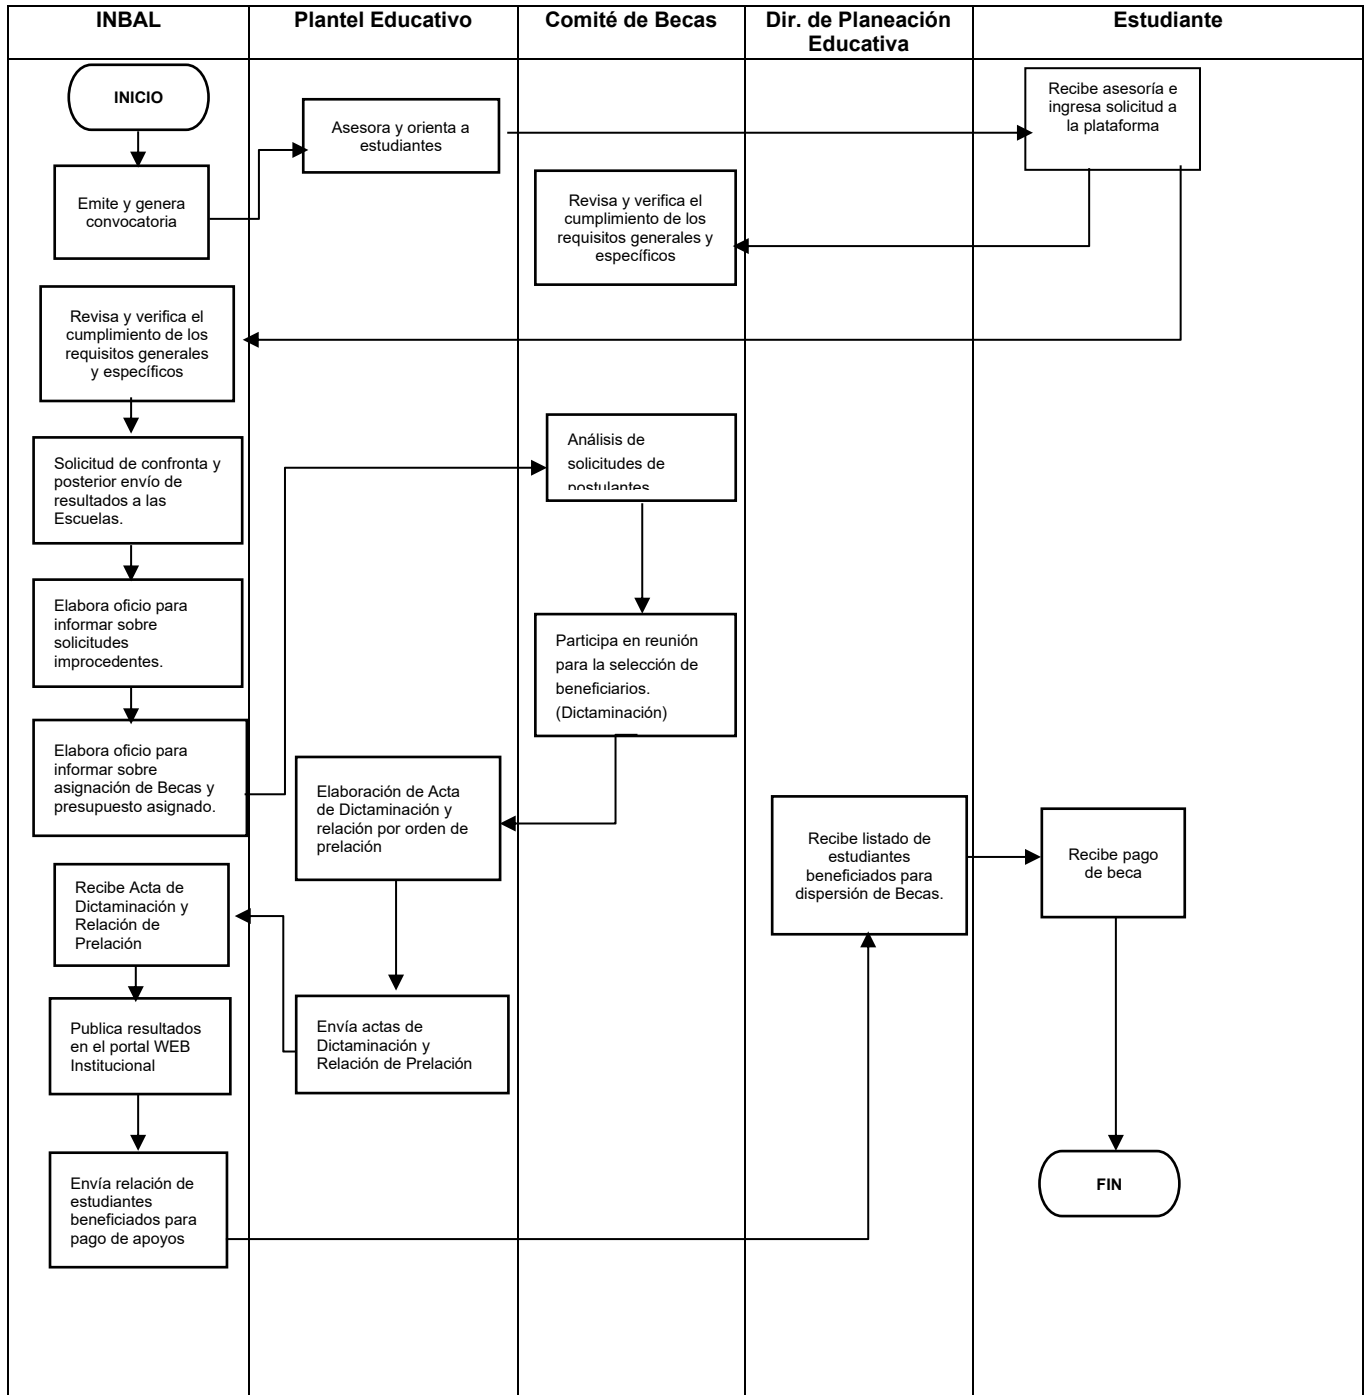 INBAL
Plantel Educativo
Comité de Becas
Dir. de Planeación
Educativa
Estudiante
INICIO
Emite y genera
convocatoria
Asesora y orienta a
estudiantes
Recibe asesoría e
ingresa solicitud a
la plataforma
Revisa y verifica el
cumplimiento de los
requisitos generales y
específicos
Revisa y verifica el
cumplimiento de los
requisitos generales
y específicos
Solicitud de confronta y
posterior envío de
resultados a las
Escuelas.
Elabora oficio para
informar sobre
solicitudes
improcedentes.
Elabora oficio para
informar sobre
asignación de Becas y
presupuesto asignado.
Análisis de
solicitudes de
postulantes
Participa en reunión
para la selección de
beneficiarios.
(Dictaminación)
Elaboración de Acta
de Dictaminación y
relación por orden de
prelación
Envía actas de
Dictaminación y
Relación de Prelación
Recibe Acta de
Dictaminación y
Relación de
Prelación
Publica resultados
en el portal WEB
Institucional
Envía relación de
estudiantes
beneficiados para
pago de apoyos
Recibe listado de
estudiantes
beneficiados para
dispersión de Becas.
Recibe pago
de beca
FIN